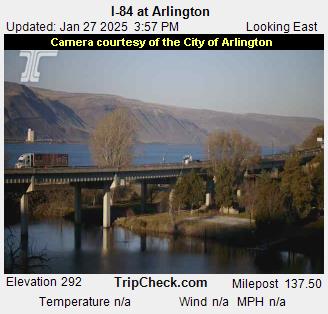 I-84 at Arlington
Updated: Jan 27 2025 3:57 PM Looking East
Camera courtesy of the City of Arlington
Elevation 292 TripCheck.com Milepost 137.50
Temperature n/a Wind n/a MPH n/a